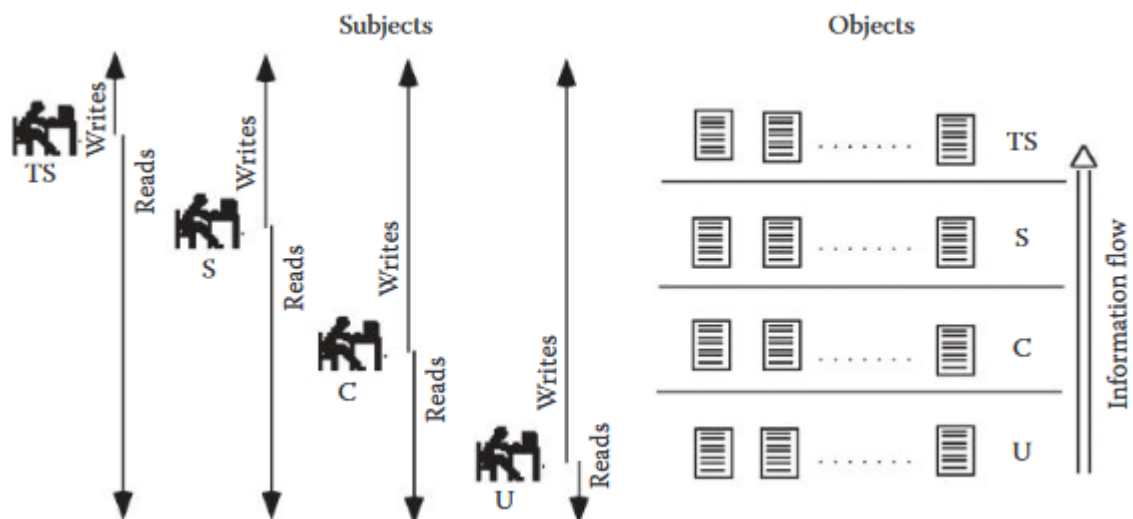 Subjects
Objects
Writes
Reads
TS
Writes
Reads
S
Writes
Reads
C
Writes
Reads
U
TS
S
C
U
Information flow